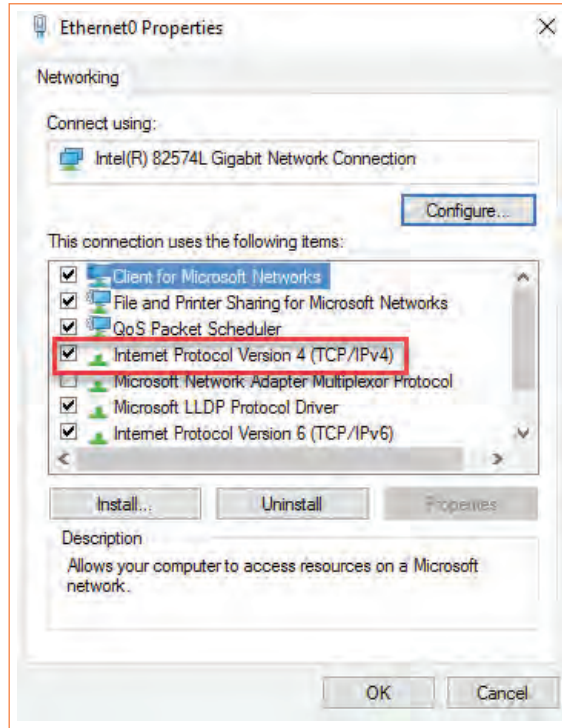 Ethernet0 Properties
Networking
Connect using:
Intel(R) 82574L Gigabit Network Connection
Configure...
This connection uses the following items:
Client for Microsoft Networks
File and Printer Sharing for Microsoft Networks
QoS Packet Scheduler
Internet Protocol Version 4 (TCP/IPv4)
Microsoft Network Adapter Multiplexor Protocol
Microsoft LLDP Protocol Driver
Internet Protocol Version 6 (TCP/IPv6)
Install...
Uninstall
Properties
Description
Allows your computer to access resources on a Microsoft
network.
OK
Cancel